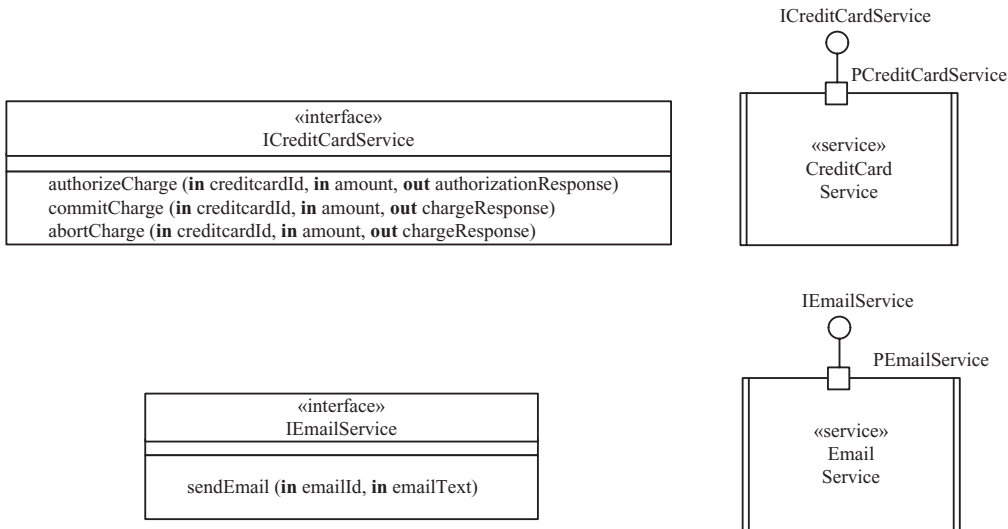 ICreditCardService
PCreditCardService
«interface»
ICreditCardService
authorizeCharge (in creditcardId, in amount, out authorizationResponse)
commitCharge (in creditcardId, in amount, out chargeResponse)
abortCharge (in creditcardId, in amount, out chargeResponse)
«service»
CreditCard
Service
IEmailService
PEmailService
«interface»
IEmailService
sendEmail (in emailId, in emailText)
«service»
Email
Service